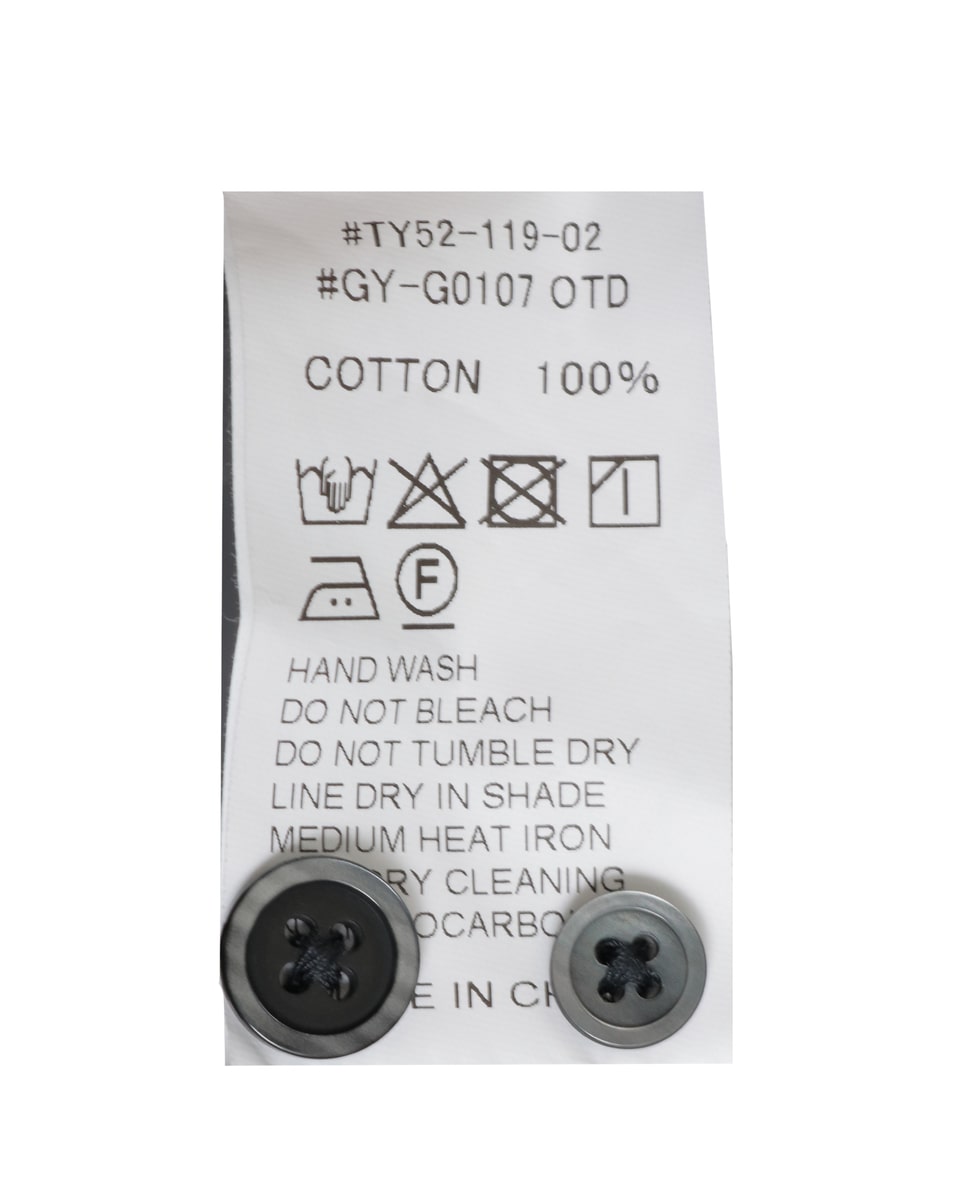 #TY52-119-02
#GY-G0107 OTD
COTTON 100%
F
HAND WASH
DO NOT BLEACH
DO NOT TUMBLE DRY
LINE DRY IN SHADE
MEDIUM HEAT IRON
CLEANING
IN